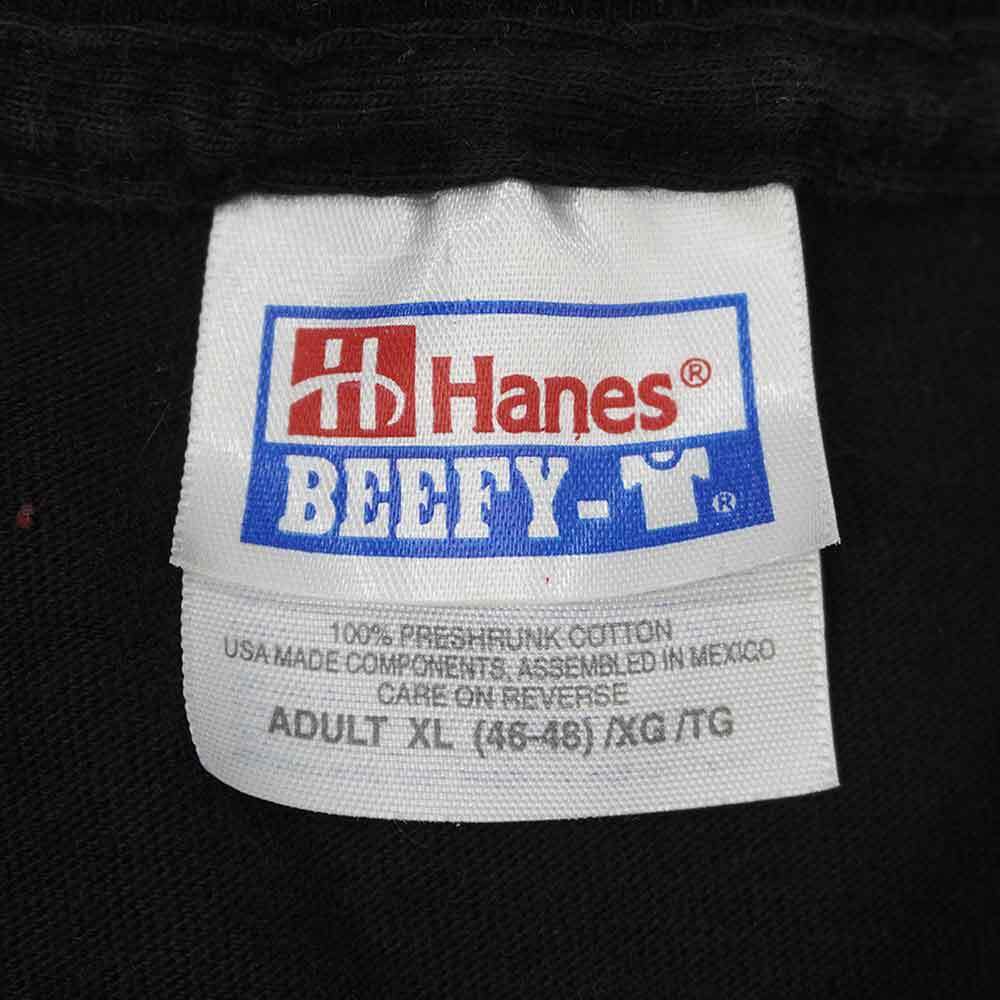 H Hanes®
BEEFY-T®
100% PRESHRUNK COTTON
USA MADE COMPONENTS, ASSEMBLED IN MEXICO
CARE ON REVERSE
ADULT XL (46-48) /XG /TG